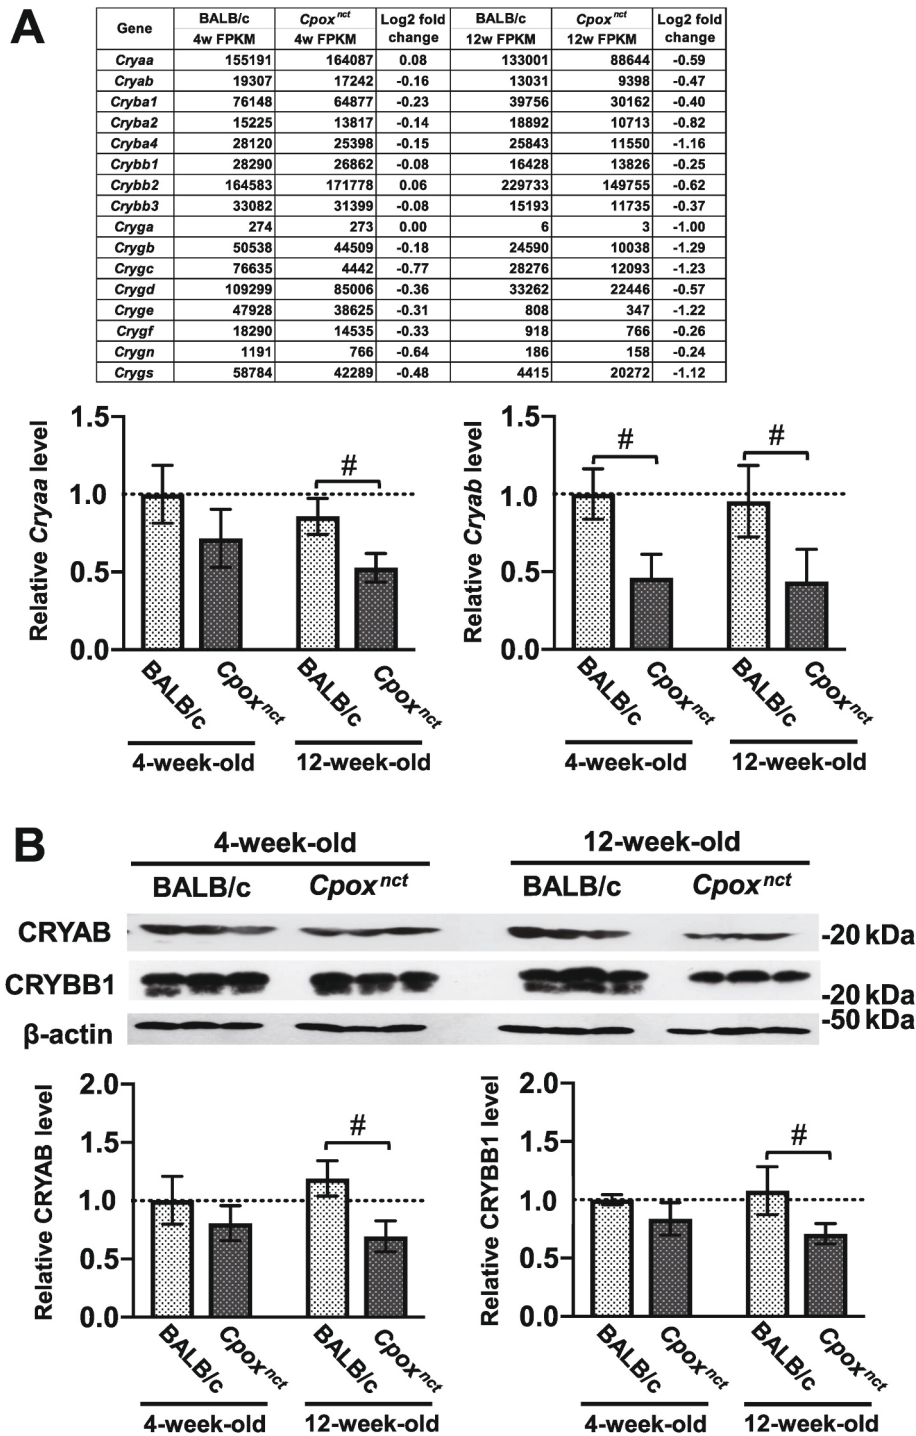 A
Gene BALB/c Cpox nct Log2 fold change BALB/c Cpox nct Log2 fold change
4w FPKM 4w FPKM 12w FPKM 12w FPKM
Cryaa 155191 164087 0.08 133001 88644 -0.59
Cryab 19307 17242 -0.16 13031 9398 -0.47
Cryba1 76148 64877 -0.23 39756 30162 -0.40
Cryba2 15225 13817 -0.14 18892 10713 -0.82
Cryba4 28120 25398 -0.15 25843 11550 -1.16
Crybb1 28290 26862 -0.08 16428 13826 -0.25
Crybb2 164583 171778 0.06 229733 149755 -0.62
Crybb3 33082 31399 -0.08 15193 11735 -0.37
Cryga 274 273 0.00 6 3 -1.00
Crygb 50538 44509 -0.18 24590 10038 -1.29
Crygc 76635 4442 -0.77 28276 12093 -1.23
Crygd 109299 85006 -0.36 33262 22446 -0.57
Cryge 47928 38625 -0.31 808 347 -1.22
Crygf 18290 14535 -0.33 918 766 -0.26
Crygn 1191 766 -0.64 186 158 -0.24
Crygs 58784 42289 -0.48 4415 20272 -1.12
Relative Cryaa level
1.5
1.0
0.5
0.0
#
BALB/c Cpox nct BALB/c Cpox nct
4-week-old 12-week-old
Relative Cryab level
1.5
1.0
0.5
0.0
# #
BALB/c Cpox nct BALB/c Cpox nct
4-week-old 12-week-old
B
4-week-old 12-week-old
BALB/c Cpox nct BALB/c Cpox nct
CRYAB -20 kDa
CRYBB1 -20 kDa
β-actin -50 kDa
Relative CRYAB level
2.0
1.5
1.0
0.5
0.0
#
BALB/c Cpox nct BALB/c Cpox nct
4-week-old 12-week-old
Relative CRYBB1 level
2.0
1.5
1.0
0.5
0.0
#
BALB/c Cpox nct BALB/c Cpox nct
4-week-old 12-week-old